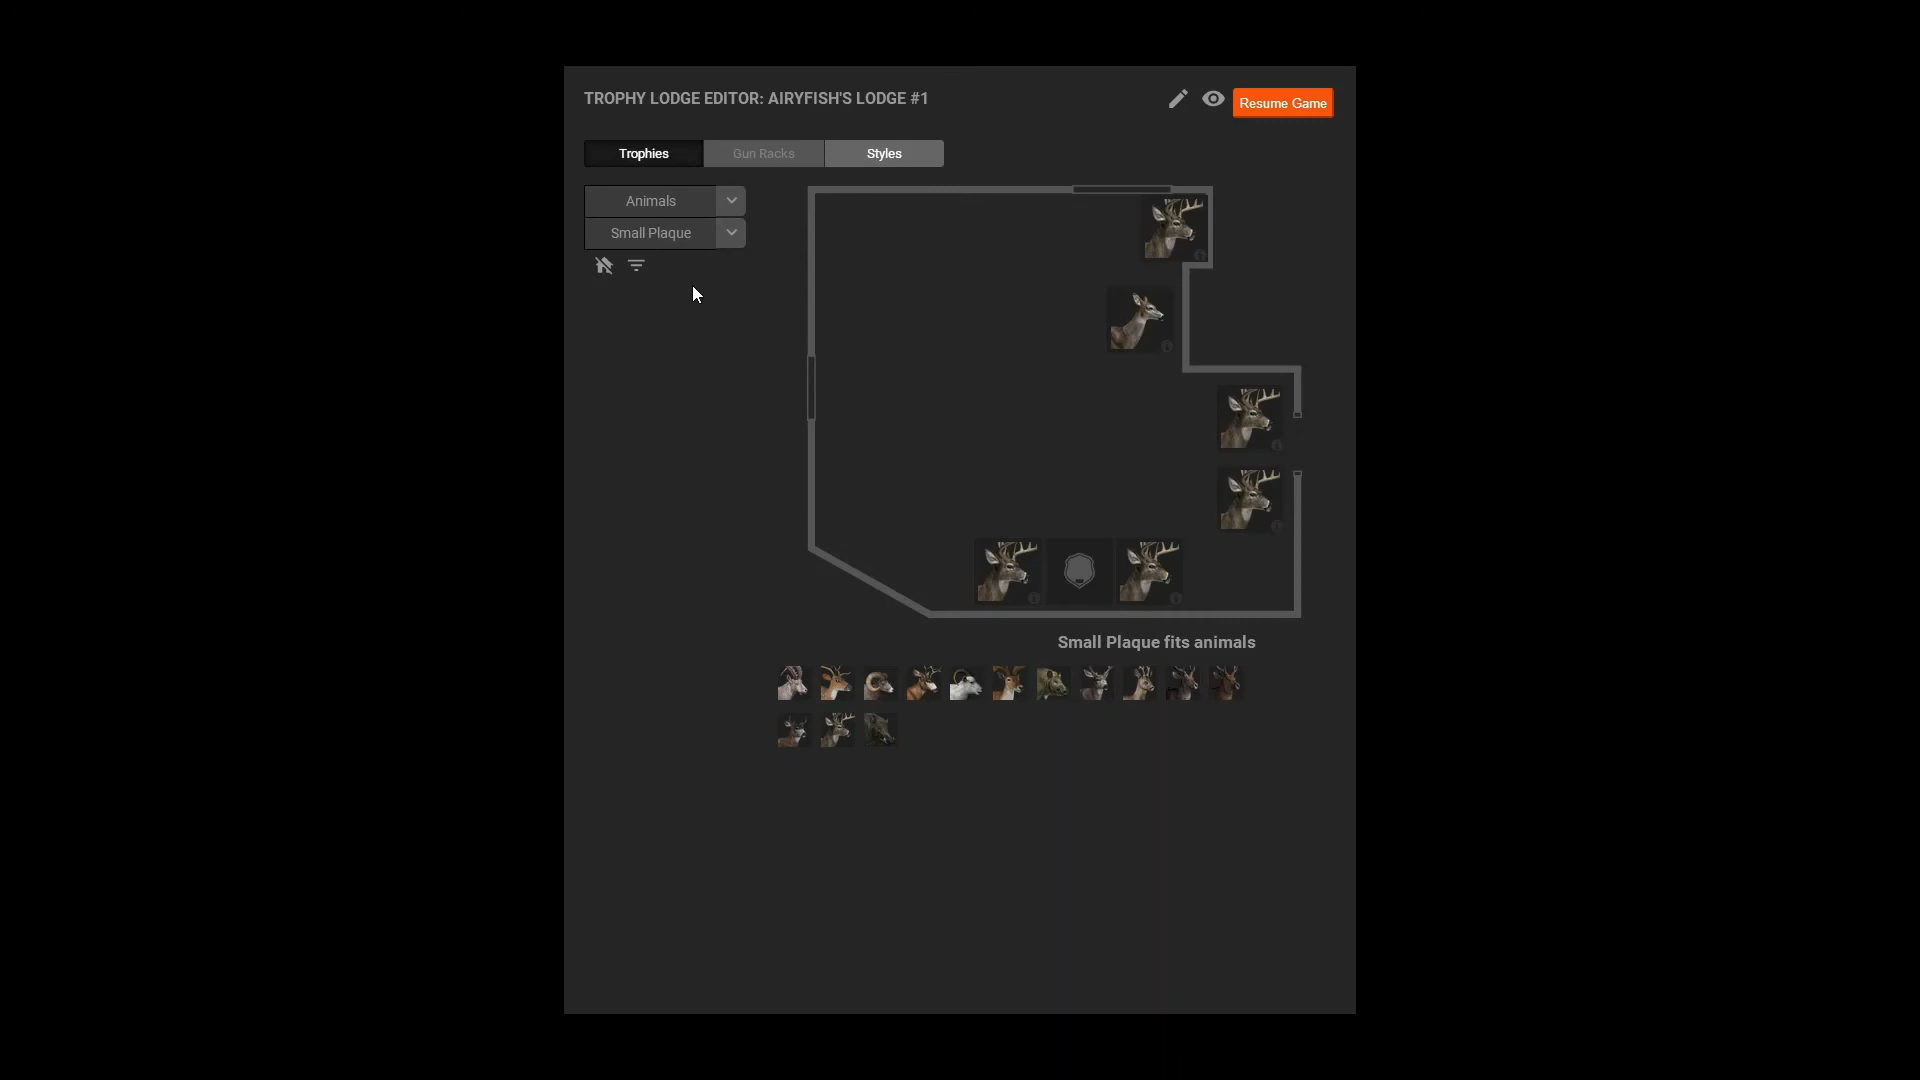 TROPHY LODGE EDITOR: AIRYFISH'S LODGE #1
Resume Game
Trophies
Gun Racks
Styles
Animals
Small Plaque
Small Plaque fits animals